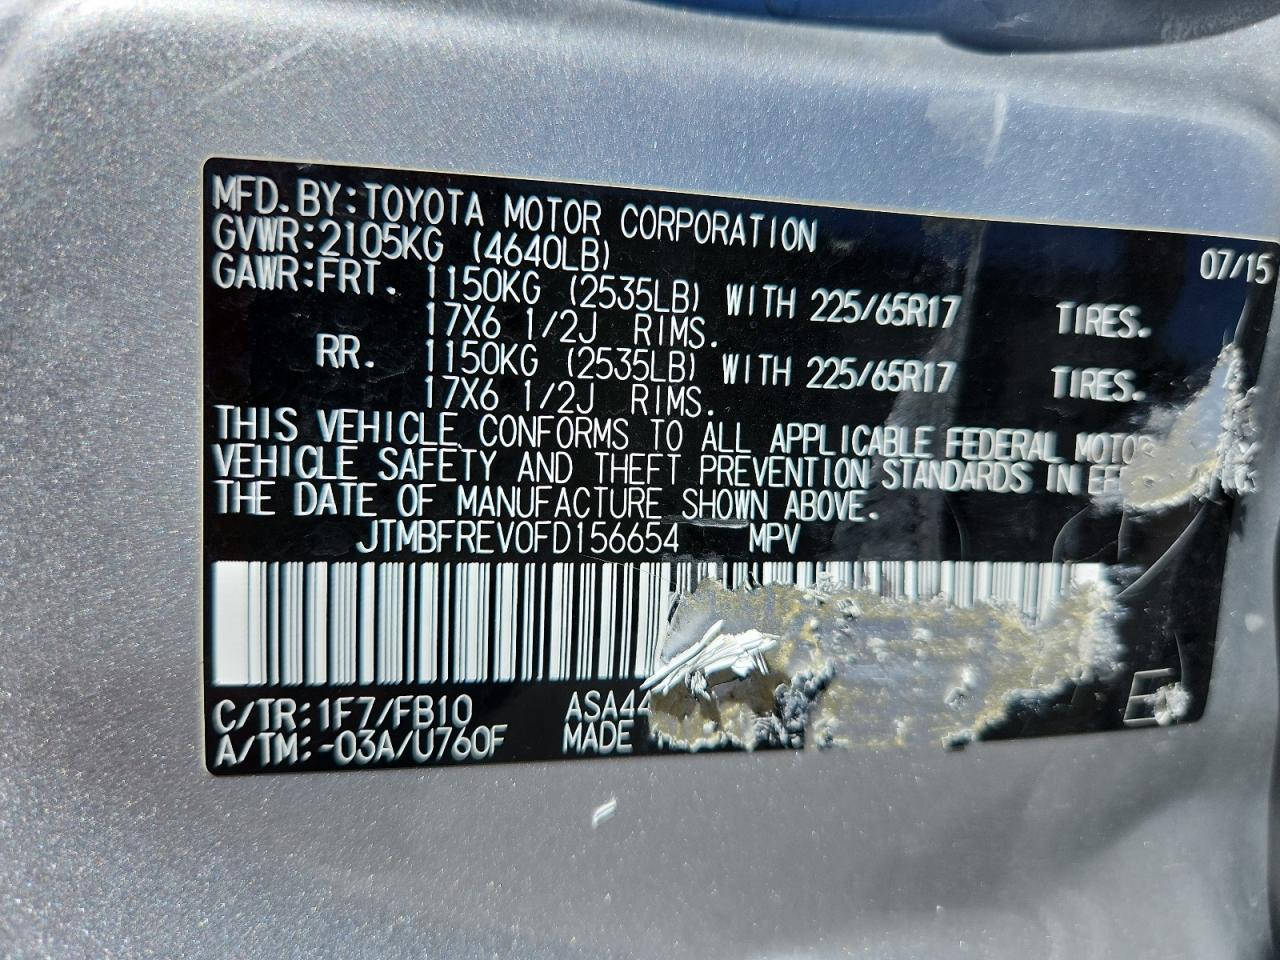 MFD.BY:TOYOTA MOTOR CORPORATION 07/15
GVWR:2105KG (4640LB)
GAWR:FRT. 1150KG (2535LB) WITH 225/65R17 TIRES.
17X6 1/2J RIMS.
RR. 1150KG (2535LB) WITH 225/65R17 TIRES.
17X6 1/2J RIMS.
THIS VEHICLE CONFORMS TO ALL APPLICABLE FEDERAL MOTOR
VEHICLE SAFETY AND THEFT PREVENTION STANDARDS IN
THE DATE OF MANUFACTURE SHOWN ABOVE.
JTMBFREV0FD156654 MPV
C/TR:1F7/FB10 ASA44
A/TM:-03A/U760F MADE
E